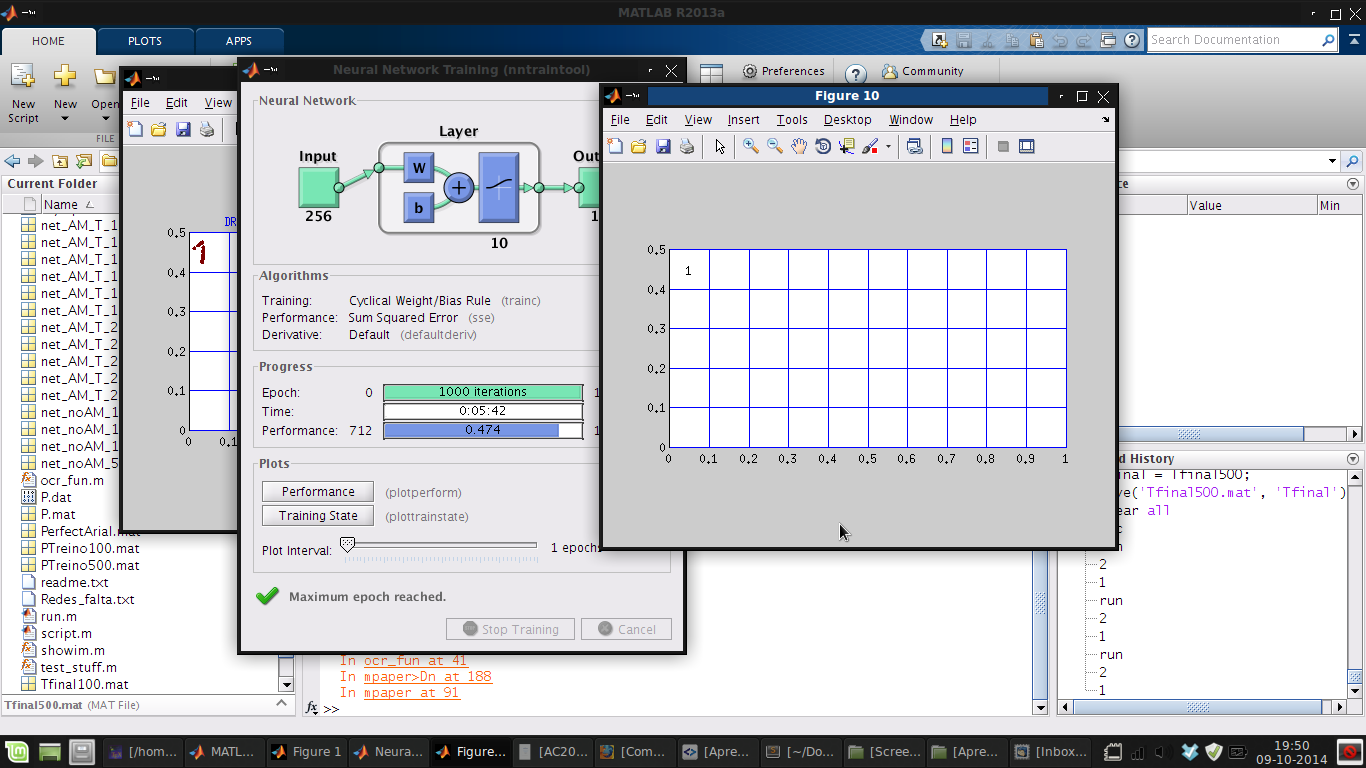 MATLAB R2013a
HOME
PLOTS
APPS
Search Documentation
New Script
New
Open
FILE
Preferences
Community
Current Folder
Name
net_AM_T_1
net_AM_T_1
net_AM_T_1
net_AM_T_1
net_AM_T_1
net_AM_T_1
net_AM_T_2
net_AM_T_2
net_AM_T_2
net_AM_T_2
net_AM_T_2
net_noAM_1
net_noAM_1
net_noAM_1
net_noAM_5
ocr_fun.m
P.dat
P.mat
PerfectArial.mat
PTreino100.mat
PTreino500.mat
readme.txt
Redes_falta.txt
run.m
script.m
showim.m
test_stuff.m
Tfinal100.mat
Tfinal500.mat (MAT File)
File Edit View
DR
0.5
0.4
0.3
0.2
0.1
0
0 0.1
1
Neural Network Training (nntraintool)
Neural Network
Layer
Input
W
b
+
Out
256
10
1
Algorithms
Training: Cyclical Weight/Bias Rule (trainc)
Performance: Sum Squared Error (sse)
Derivative: Default (defaultderiv)
Progress
Epoch: 0 1000 iterations 1
Time: 0:05:42
Performance: 712 0.474 1
Plots
Performance (plotperform)
Training State (plottrainstate)
Plot Interval: 1 epochs
Maximum epoch reached.
Stop Training
Cancel
Figure 10
File Edit View Insert Tools Desktop Window Help
1
0.5
0.4
0.3
0.2
0.1
0
0 0.1 0.2 0.3 0.4 0.5 0.6 0.7 0.8 0.9 1
ce
Value
Min
d History
inal = Tfinal500;
ve('Tfinal500.mat', 'Tfinal')
ear all
c
n
2
1
run
2
1
run
2
1
In ocr_fun at 41
In mpaper>Dn at 188
In mpaper at 91
fx >>
[/hom...
MATL...
Figure 1
Neura...
Figure...
[AC20...
[Com...
[Apre...
[~/Do...
[Scree...
[Apre...
[Inbox...
19:50
09-10-2014